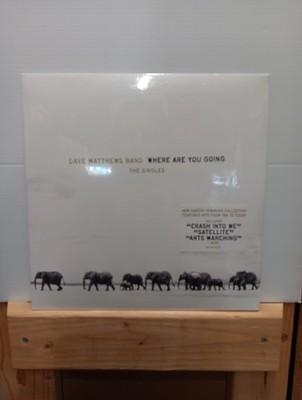 DAVE MATTHEWS BAND WHERE ARE YOU GOING
THE SINGLES
"CRASH INTO ME"
"SATELLITE"
"ANTS MARCHING"